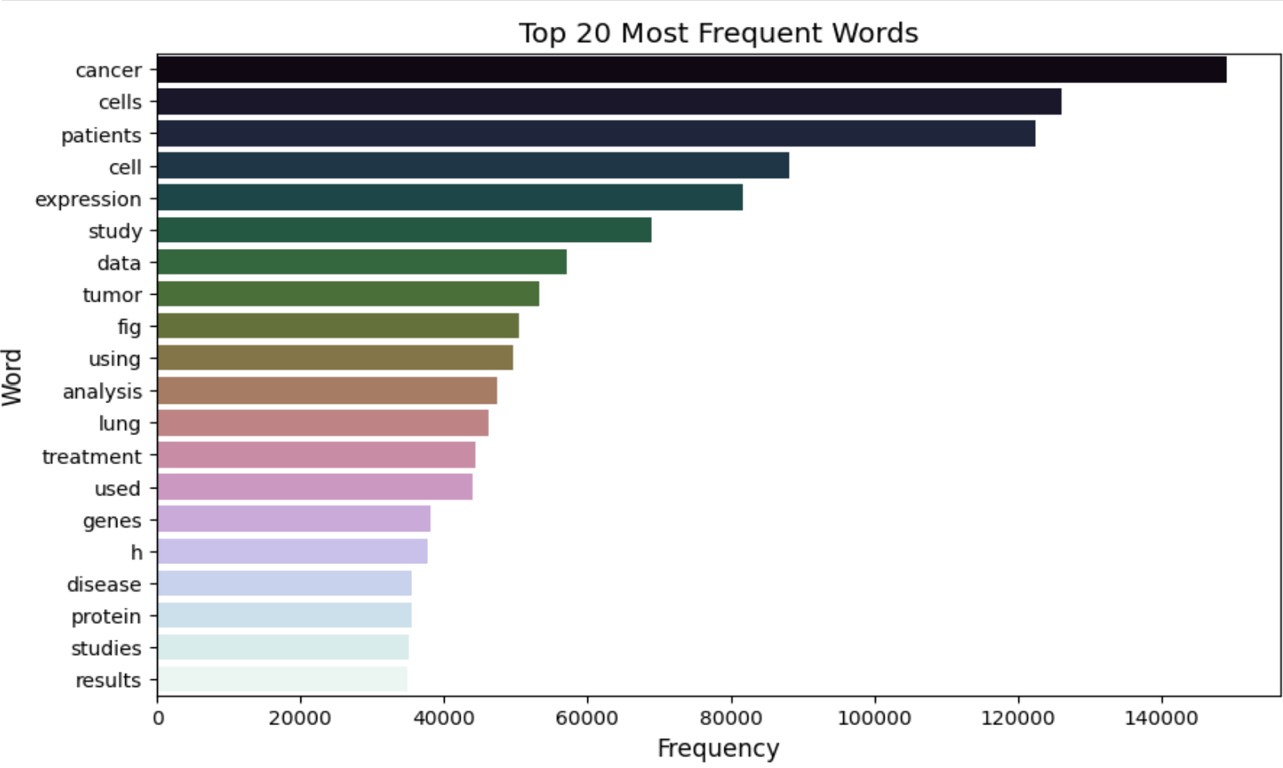 Top 20 Most Frequent Words
cancer
cells
patients
cell
expression
study
data
tumor
fig
using
analysis
lung
treatment
used
genes
h
disease
protein
studies
results
Word
0 20000 40000 60000 80000 100000 120000 140000
Frequency